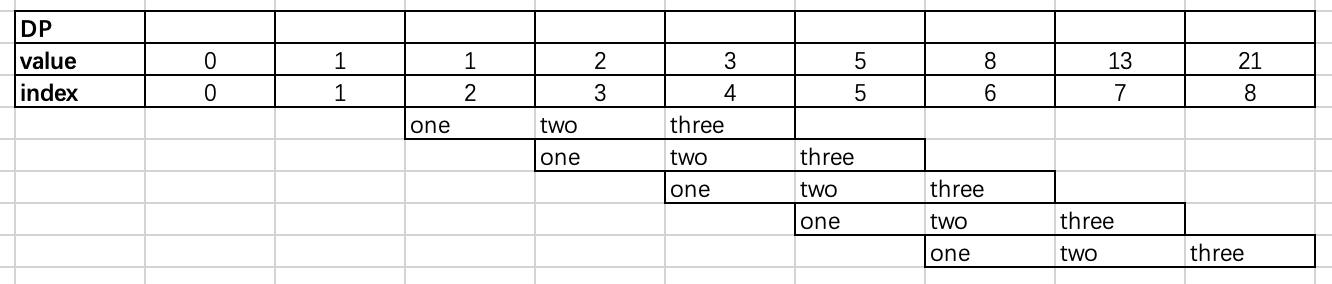 DP
value 0 1 1 2 3 5 8 13 21
index 0 1 2 3 4 5 6 7 8
one two three
one two three
one two three
one two three
one two three